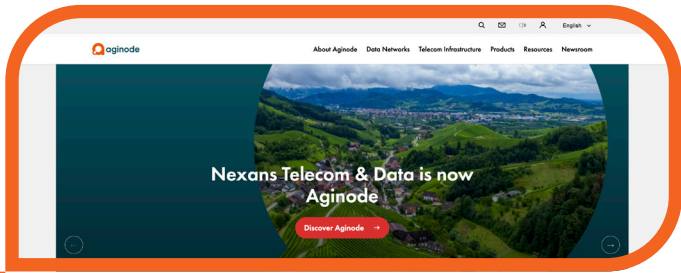 English
aginode
About Aginode Data Networks Telecom Infrastructure Products Resources Newsroom
Nexans Telecom & Data is now
Aginode
Discover Aginode →